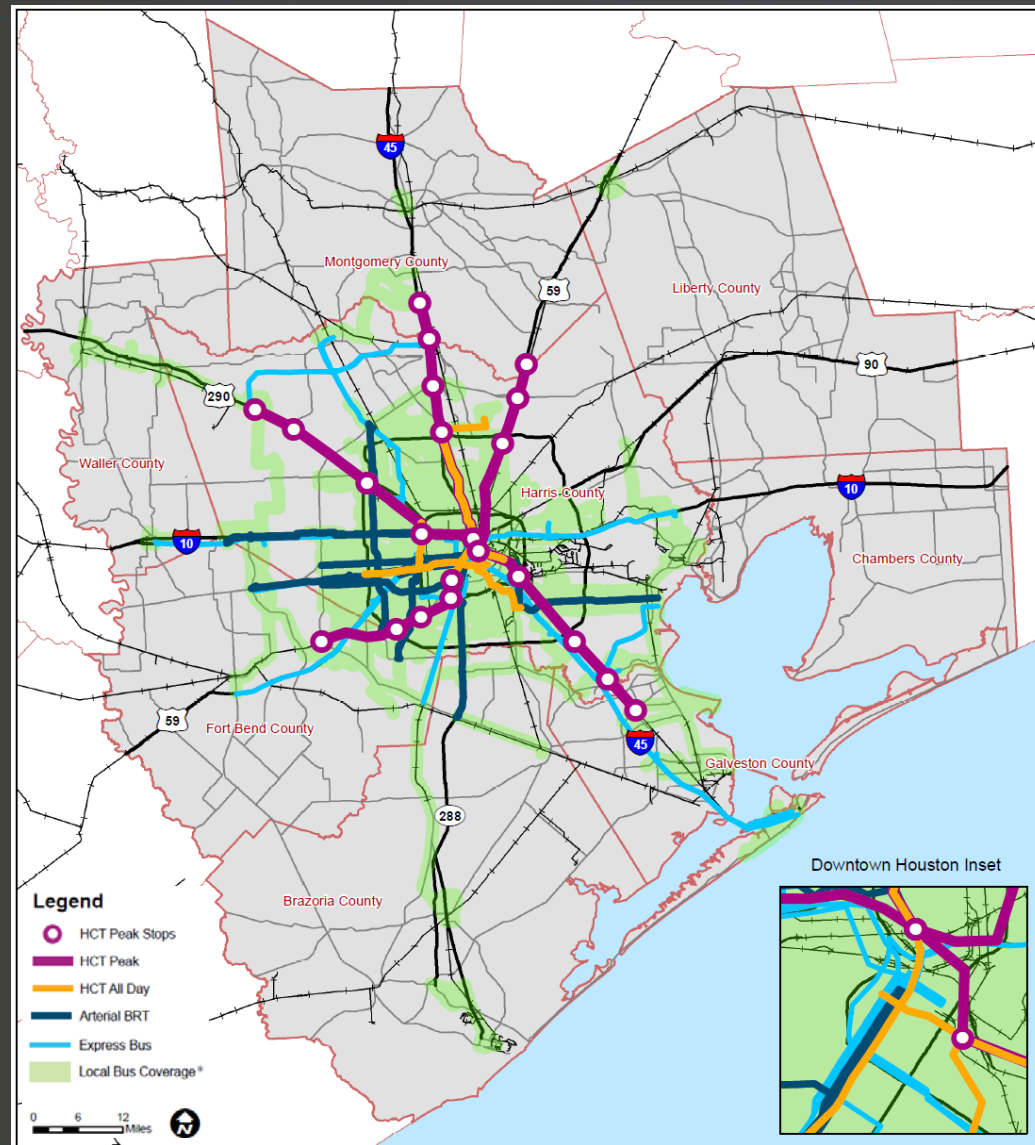 45
Montgomery County
59
Liberty County
90
290
Waller County
Harris County
10
10
Chambers County
59
Fort Bend County
45
Galveston County
288
Downtown Houston Inset
Brazoria County
Legend
HCT Peak Stops
HCT Peak
HCT All Day
Arterial BRT
Express Bus
Local Bus Coverage*
0 6 12
Miles
N